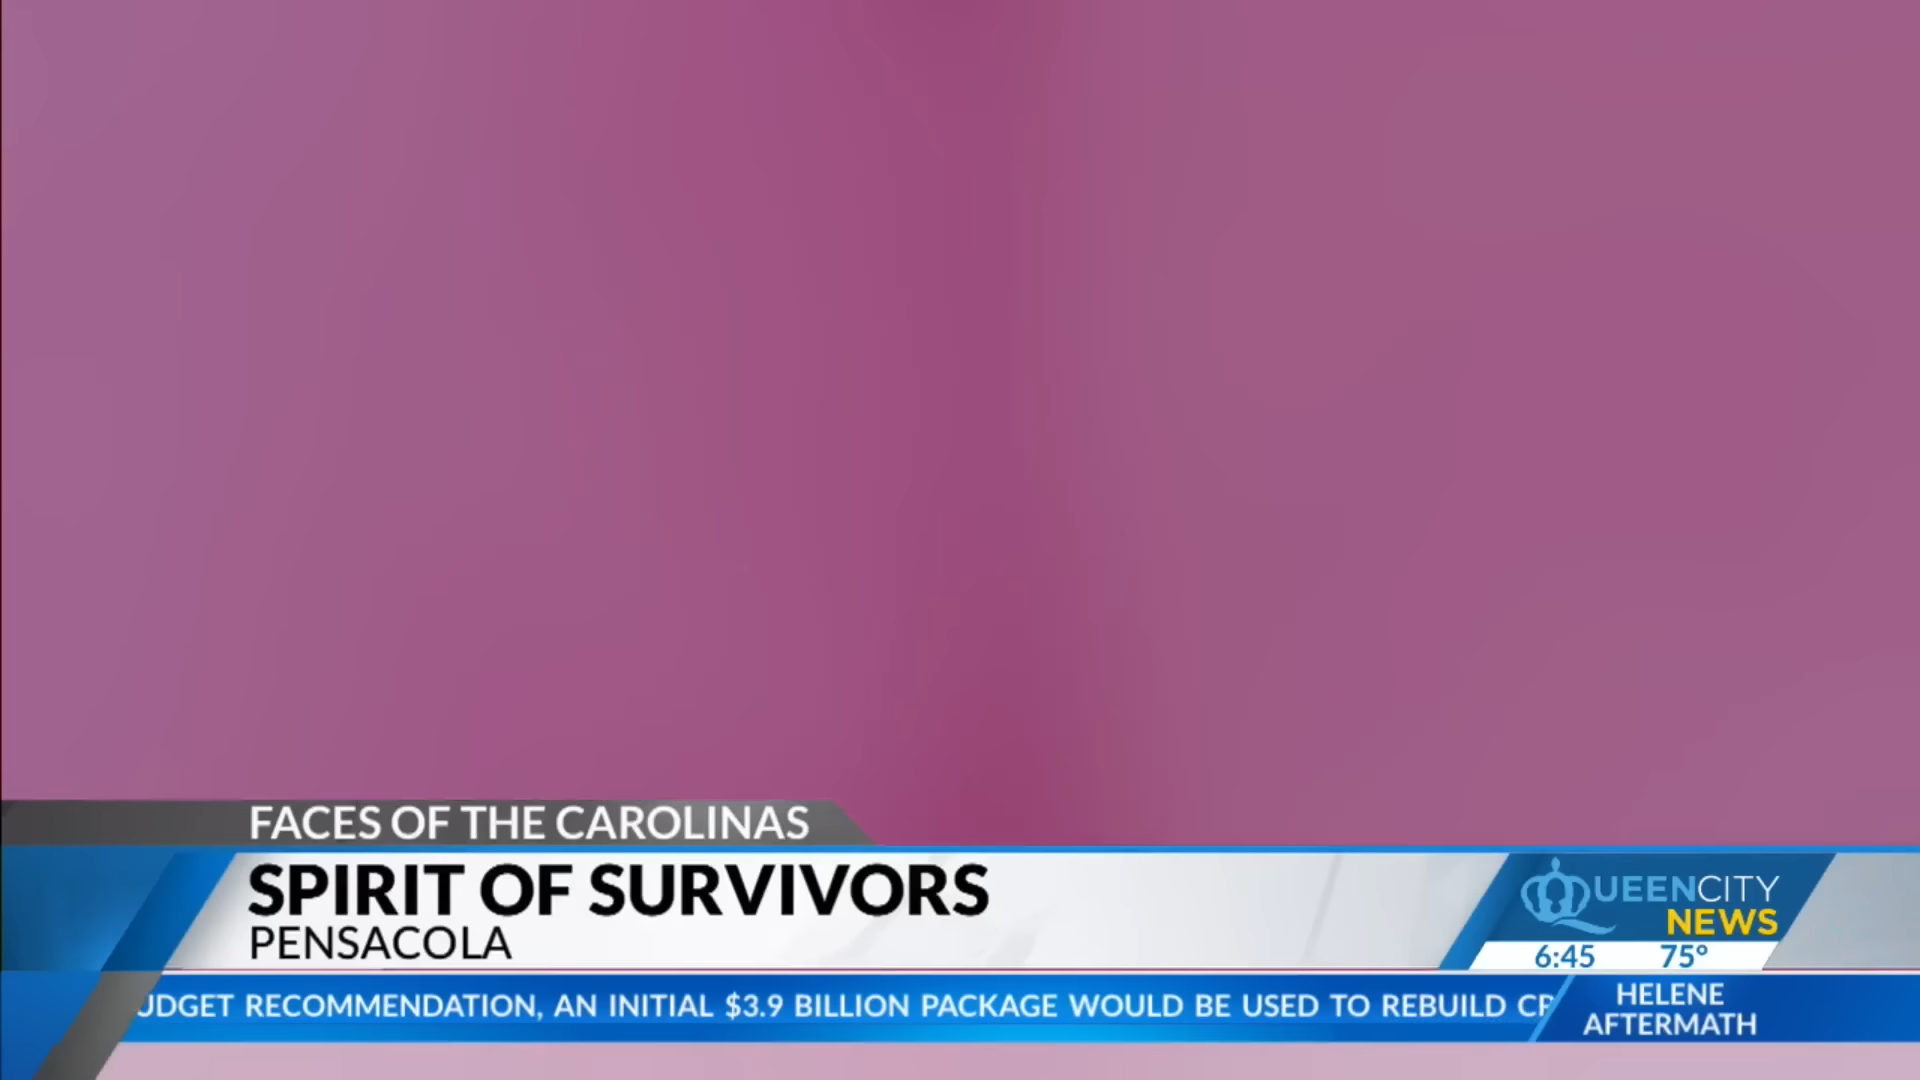 FACES OF THE CAROLINAS
SPIRIT OF SURVIVORS
PENSACOLA
QUEENCITY
NEWS
6:45 75°
UDGET RECOMMENDATION, AN INITIAL $3.9 BILLION PACKAGE WOULD BE USED TO REBUILD
HELENE
AFTERMATH